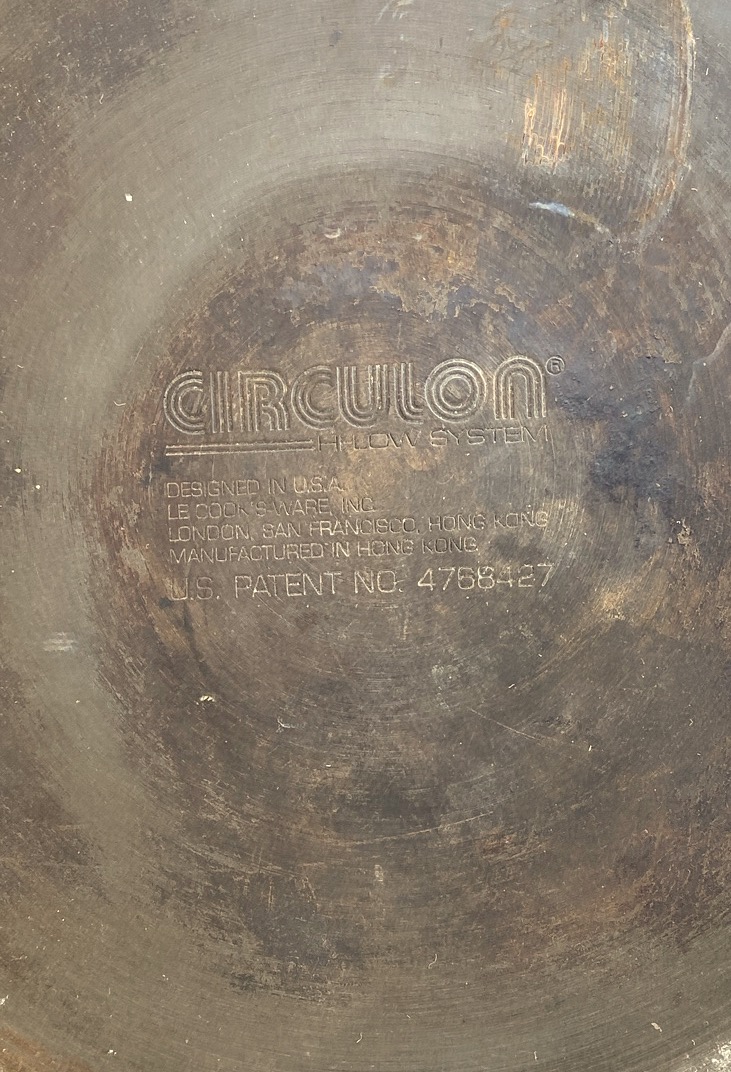 CIRCULON®
HI-LOW SYSTEM
DESIGNED IN U.S.A.
LE COOK'S-WARE, INC.
LONDON, SAN FRANCISCO, HONG KONG
MANUFACTURED IN HONG KONG
U.S. PATENT NO. 4768427